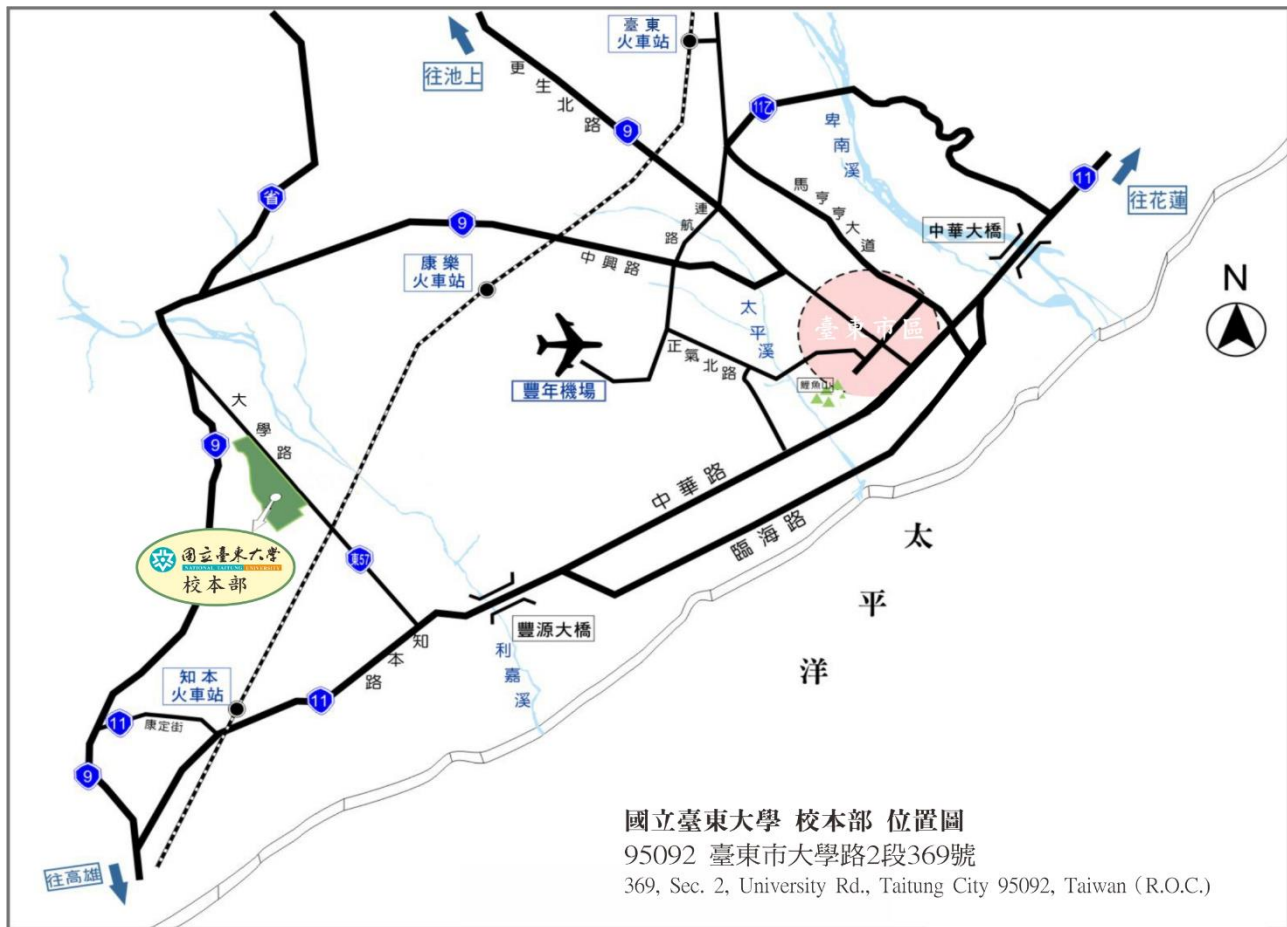 臺東
火車站
往池上
更生北路
9
11乙
卑南溪
11
往花蓮
省
9
連航路
馬亨亨大道
中華大橋
N
康樂
火車站
中興路
太平溪
臺東市區
豐年機場
正氣北路
鯉魚山
大學路
9
中華路
國立臺東大學
NATIONAL TAITUNG UNIVERSITY
校本部
東57
臨海路
太平洋
豐源大橋
利嘉溪
知本路
知本
火車站
11
11
康定街
9
往高雄
國立臺東大學 校本部 位置圖
95092 臺東市大學路2段369號
369, Sec. 2, University Rd., Taitung City 95092, Taiwan (R.O.C.)